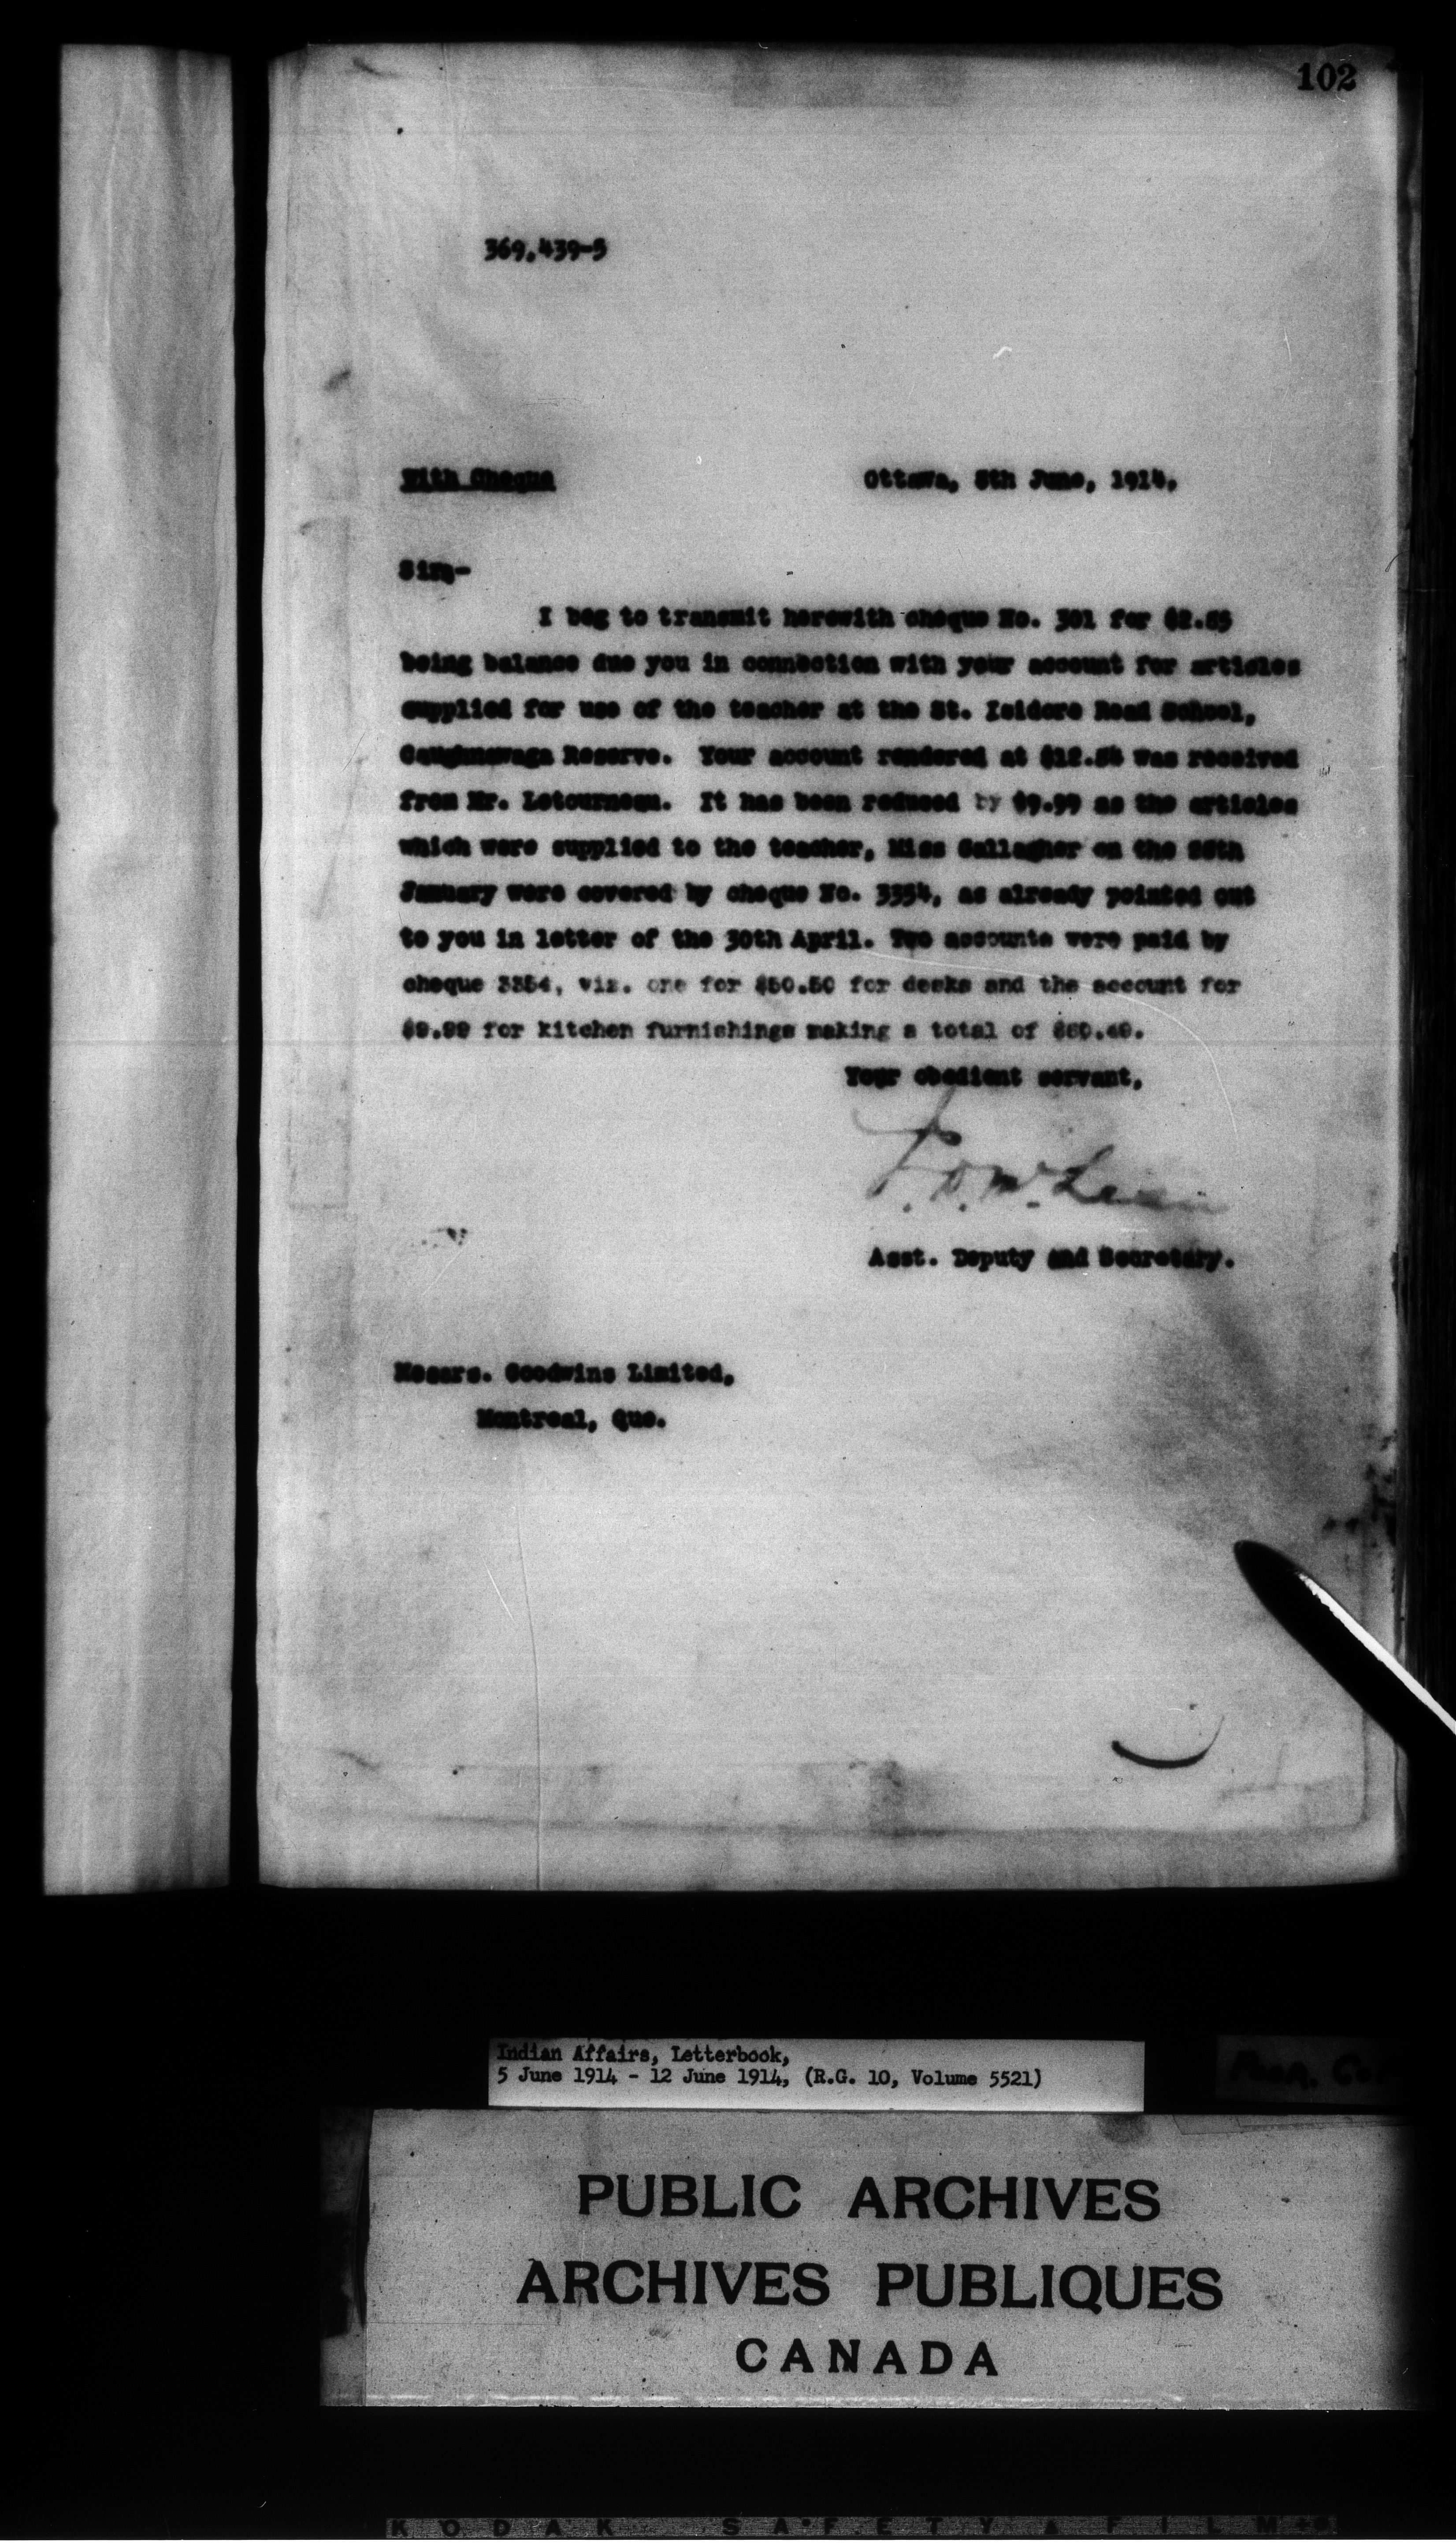 102
369,439-5
With Cheque
Ottawa, 5th June, 1914.
Sir:-
I beg to transmit herewith cheque No. 301 for $2.55
being balance due you in connection with your account for articles
supplied for use of the teacher at the St. Isidore Road School,
Caughnawaga Reserve. Your account rendered at $12.54 was received
from Mr. Letourneau. It has been reduced by $9.99 as the articles
which were supplied to the teacher, Miss Gallagher on the
January were covered by cheque No. 3354, as already pointed out
to you in letter of the 30th April. Two accounts were paid by
cheque 3354, viz. one for $50.50 for desks and the account for
$9.99 for kitchen furnishings making a total of $60.49.
Your obedient servant,
J. D. McLean
Asst. Deputy and Secretary.
Messrs. Goodwins Limited,
Montreal, Que.
Indian Affairs, Letterbook,
5 June 1914 - 12 June 1914, (R.G. 10, Volume 5521)
PUBLIC ARCHIVES
ARCHIVES PUBLIQUES
CANADA
KODAK SAFETY FILM